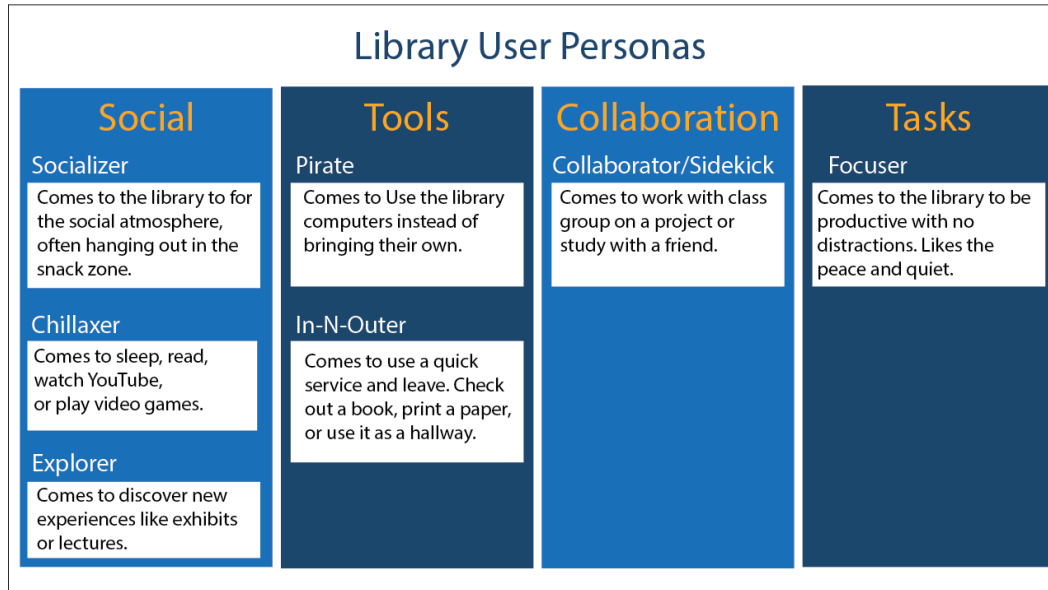 Library User Personas
Social
Socializer
Comes to the library to for
the social atmosphere,
often hanging out in the
snack zone.
Chillaxer
Comes to sleep, read,
watch YouTube,
or play video games.
Explorer
Comes to discover new
experiences like exhibits
or lectures.
Tools
Pirate
Comes to Use the library
computers instead of
bringing their own.
In-N-Outer
Comes to use a quick
service and leave. Check
out a book, print a paper,
or use it as a hallway.
Collaboration
Collaborator/Sidekick
Comes to work with class
group on a project or
study with a friend.
Tasks
Focuser
Comes to the library to be
productive with no
distractions. Likes the
peace and quiet.